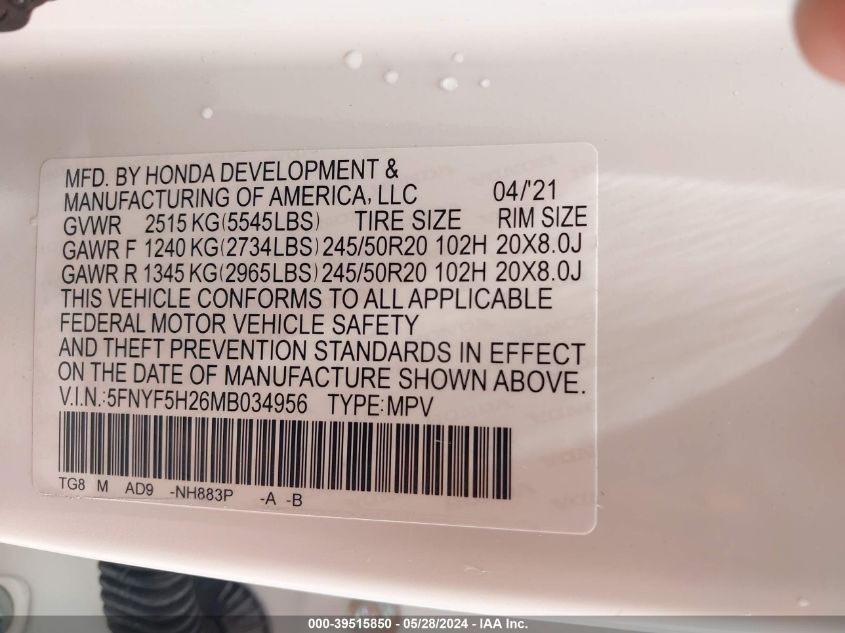 MFD. BY HONDA DEVELOPMENT &
MANUFACTURING OF AMERICA, LLC 04/'21
GVWR 2515KG(5545LBS) TIRE SIZE RIM SIZE
GAWR F 1240 KG(2734LBS) 245/50R20 102H 20X8.0J
GAWR R 1345 KG(2965LBS) 245/50R20 102H 20X8.0J
THIS VEHICLE CONFORMS TO ALL APPLICABLE
FEDERAL MOTOR VEHICLE SAFETY
AND THEFT PREVENTION STANDARDS IN EFFECT
ON THE DATE OF MANUFACTURE SHOWN ABOVE.
V.I.N.:5FNYF5H26MB034956 TYPE:MPV
TG8 M AD9 -NH883P -A -B
000-39515850 - 05/28/2024 - IAA Inc.